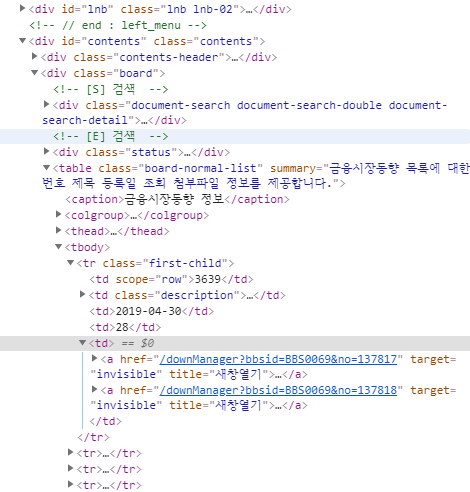 <div id="lnb" class="lnb lnb-02">…</div>
<!-- // end : left_menu -->
<div id="contents" class="contents">
<div class="contents-header">…</div>
<div class="board">
<!-- [S] 검색  -->
<div class="document-search document-search-double document-
search-detail">…</div>
<!-- [E] 검색  -->
<div class="status">…</div>
<table class="board-normal-list" summary="금융시장동향 목록에 대한
번호 제목 등록일 조회 첨부파일 정보를 제공합니다.">
<caption>금융시장동향 정보</caption>
<colgroup>…</colgroup>
<thead>…</thead>
<tbody>
<tr class="first-child">
<td scope="row">3639</td>
<td class="description">…</td>
<td>2019-04-30</td>
<td>28</td>
<td> == $0
<a href="/downManager?bbsid=BBS0069&no=137817" target=
"invisible" title="새창열기">…</a>
<a href="/downManager?bbsid=BBS0069&no=137818" target=
"invisible" title="새창열기">…</a>
</td>
</tr>
<tr>…</tr>
<tr>…</tr>
<tr>…</tr>